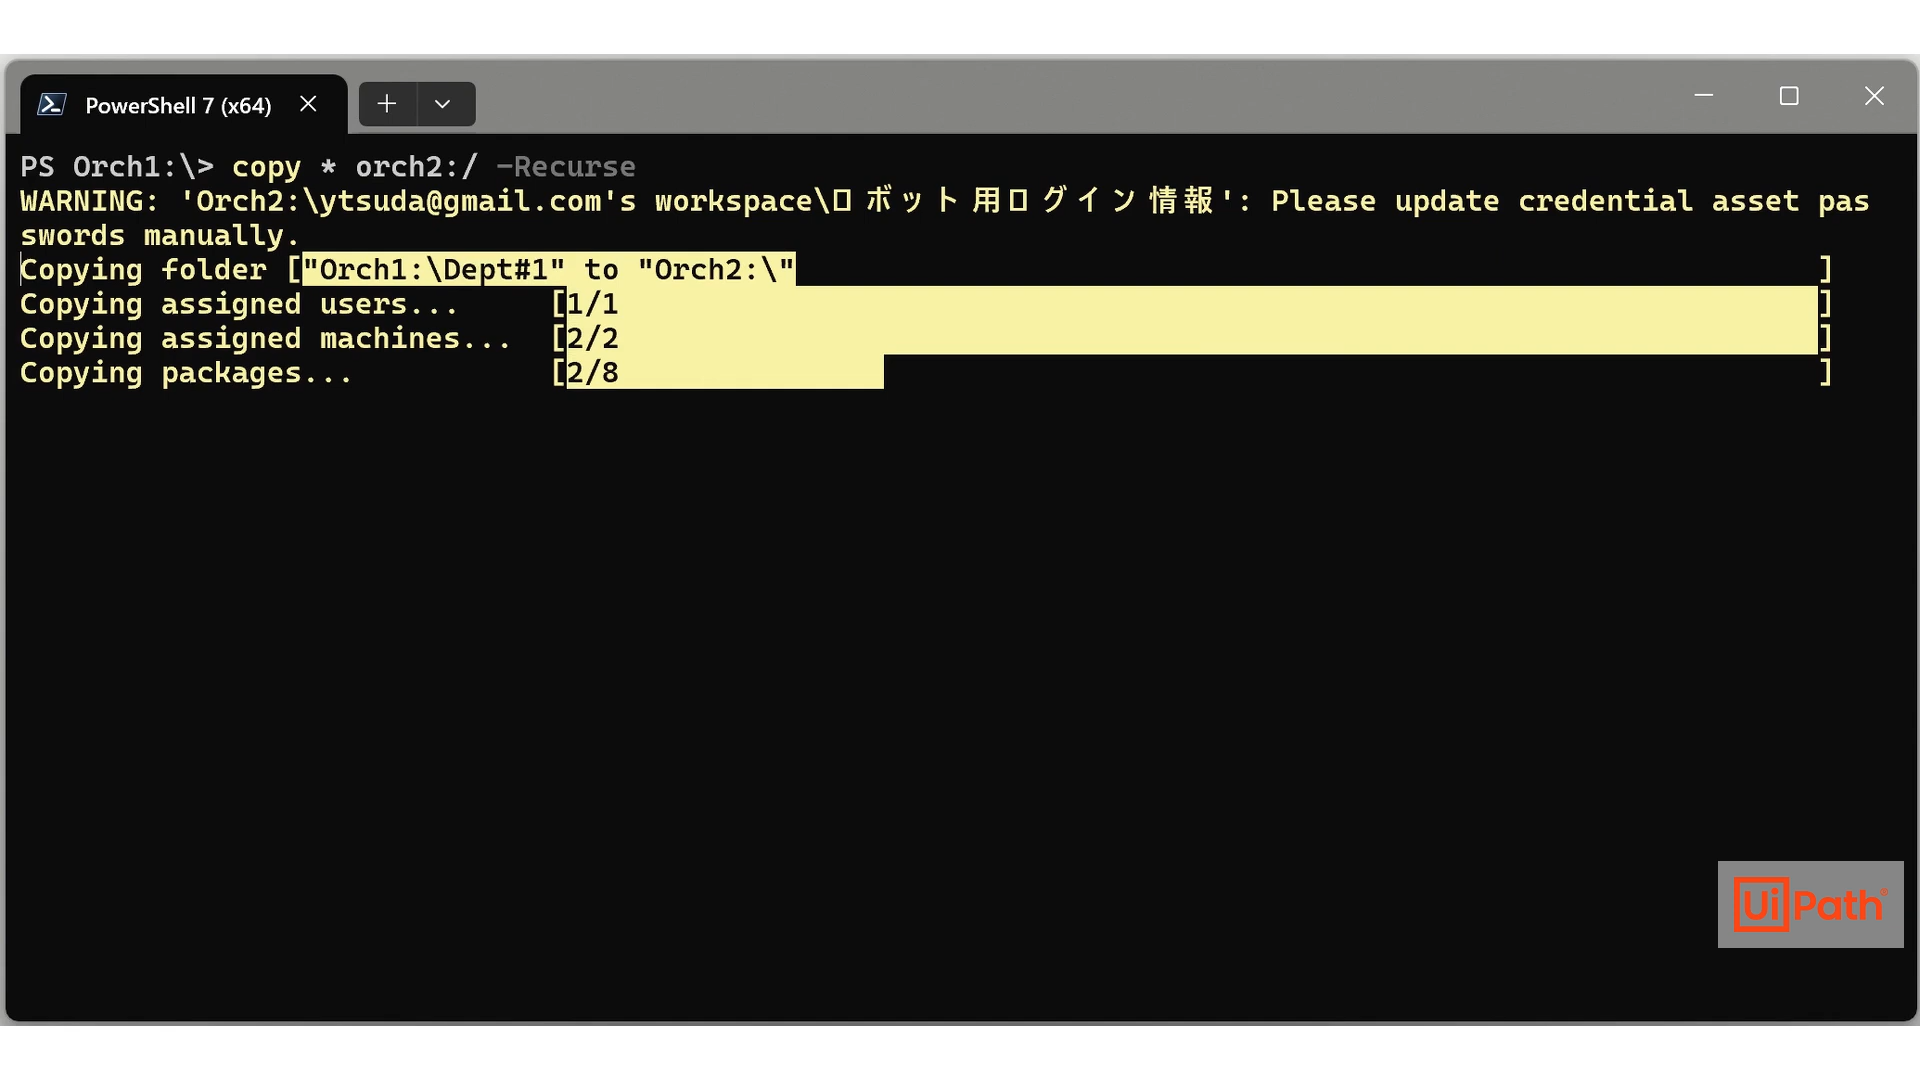 PowerShell 7 (x64)
PS Orch1:\> copy * orch2:/ -Recurse
WARNING: 'Orch2:\ytsuda@gmail.com's workspace\ロボット用ログイン情報': Please update credential asset pas
swords manually.
Copying folder ["Orch1:\Dept#1" to "Orch2:\" ]
Copying assigned users... [1/1 ]
Copying assigned machines... [2/2 ]
Copying packages... [2/8 ]
UiPath